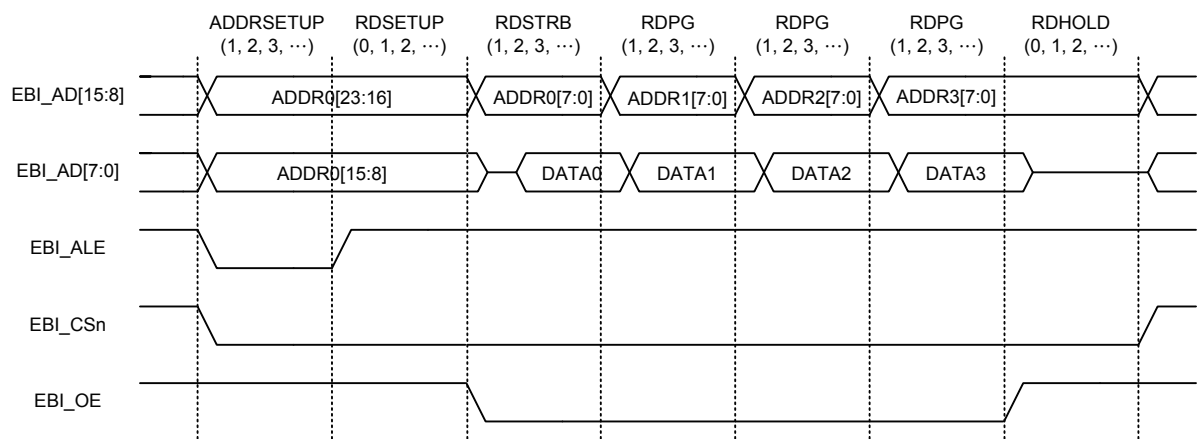 ADDRSETUP RDSETUP RDSTRB RDPG RDPG RDPG RDHOLD
(1, 2, 3, ⋯) (0, 1, 2, ⋯) (1, 2, 3, ⋯) (1, 2, 3, ⋯) (1, 2, 3, ⋯) (1, 2, 3, ⋯) (0, 1, 2, ⋯)
EBI_AD[15:8] ADDR0[23:16] ADDR0[7:0] ADDR1[7:0] ADDR2[7:0] ADDR3[7:0]
EBI_AD[7:0] ADDR0[15:8] DATA0 DATA1 DATA2 DATA3
EBI_ALE
EBI_CSn
EBI_OE